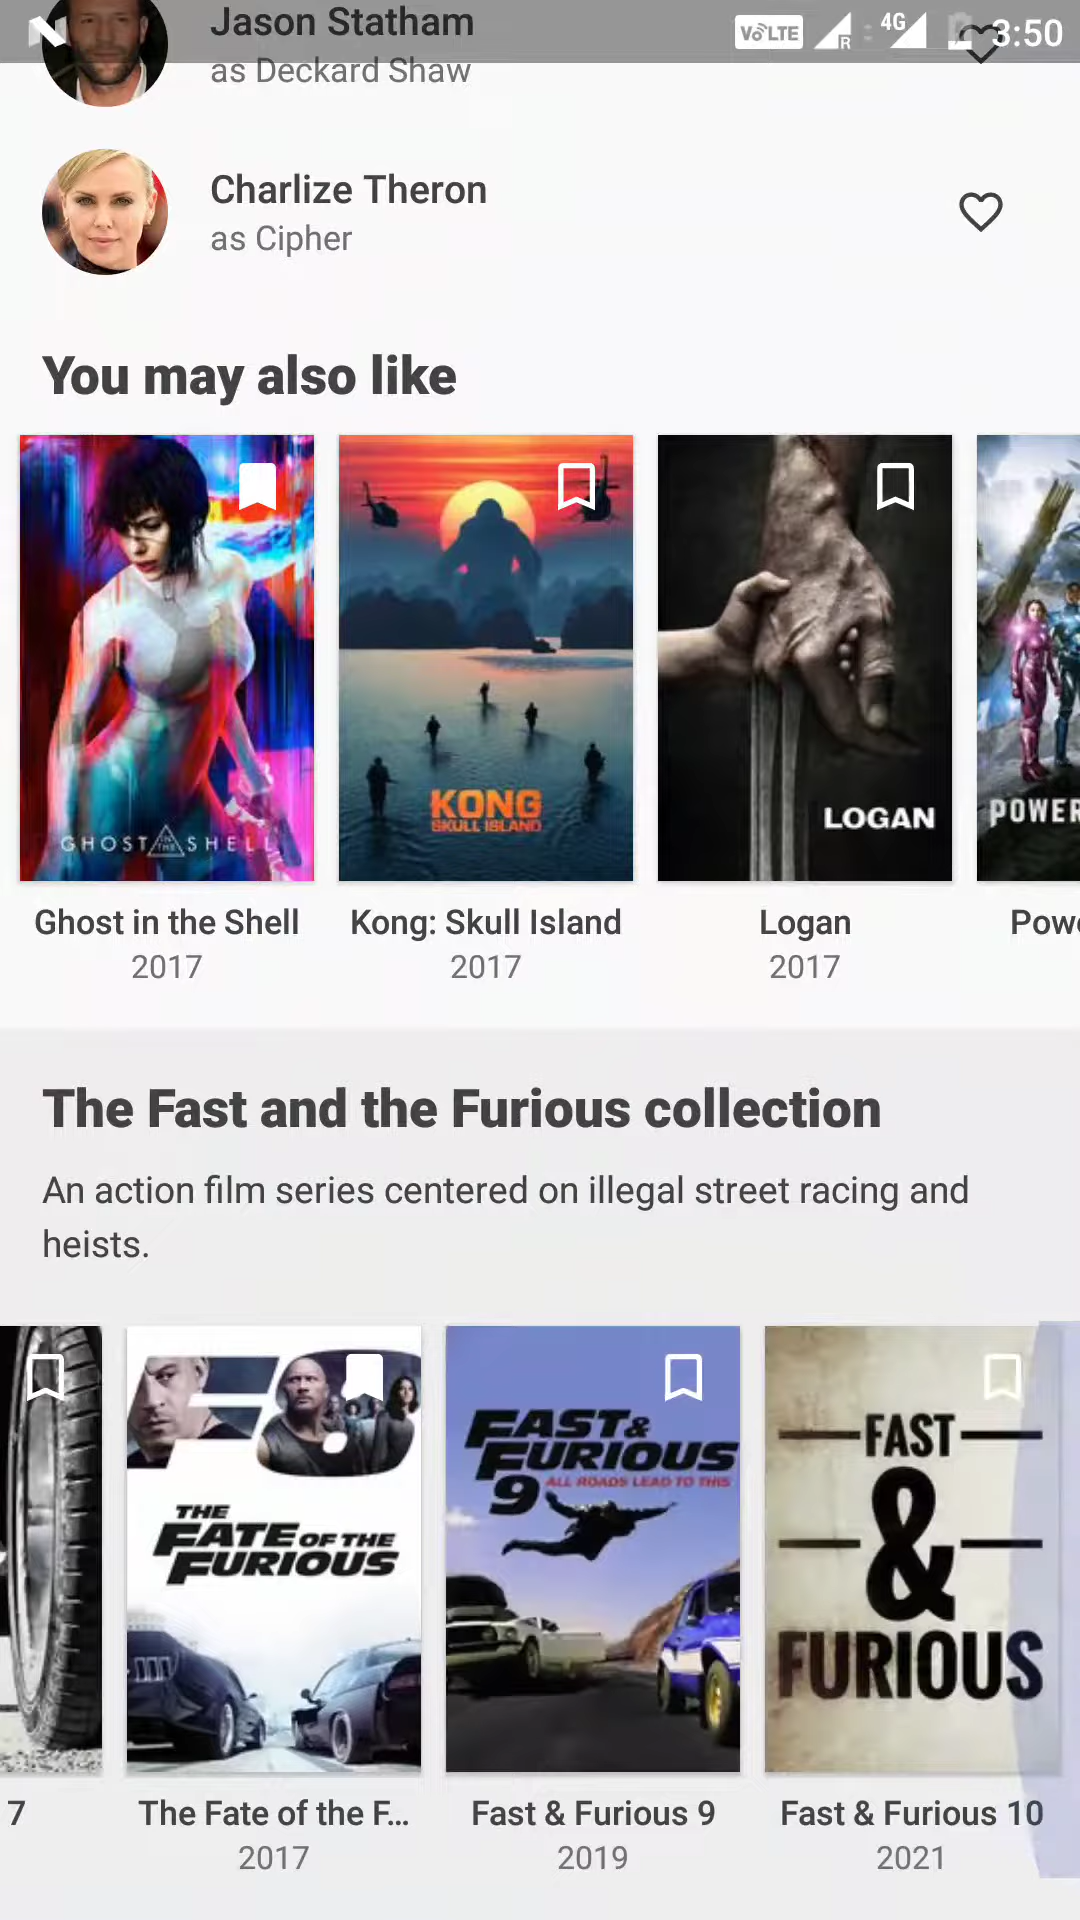 Jason Statham
VoLTE R 4G 3:50
as Deckard Shaw
Charlize Theron
as Cipher
You may also like
GHOST IN THE SHELL
KONG
SKULL ISLAND
LOGAN
POWER
Ghost in the Shell
Kong: Skull Island
Logan
Pow
2017
2017
2017
The Fast and the Furious collection
An action film series centered on illegal street racing and
heists.
F8
THE
FATE OF THE
FURIOUS
FAST &
FURIOUS
9 ALL ROADS LEAD TO THIS
FAST
&
FURIOUS
7
The Fate of the F...
Fast & Furious 9
Fast & Furious 10
2017
2019
2021